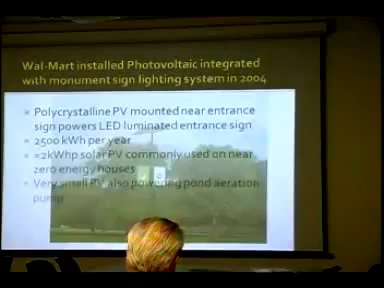 Wal-Mart installed Photovoltaic integrated
with monument sign lighting system in 2004
Polycrystalline PV mounted near entrance
sign powers LED luminated entrance sign
2500 kWh per year
≈2kWhp solar PV commonly used on near
zero energy houses
Very small PV also powering pond aeration
pump